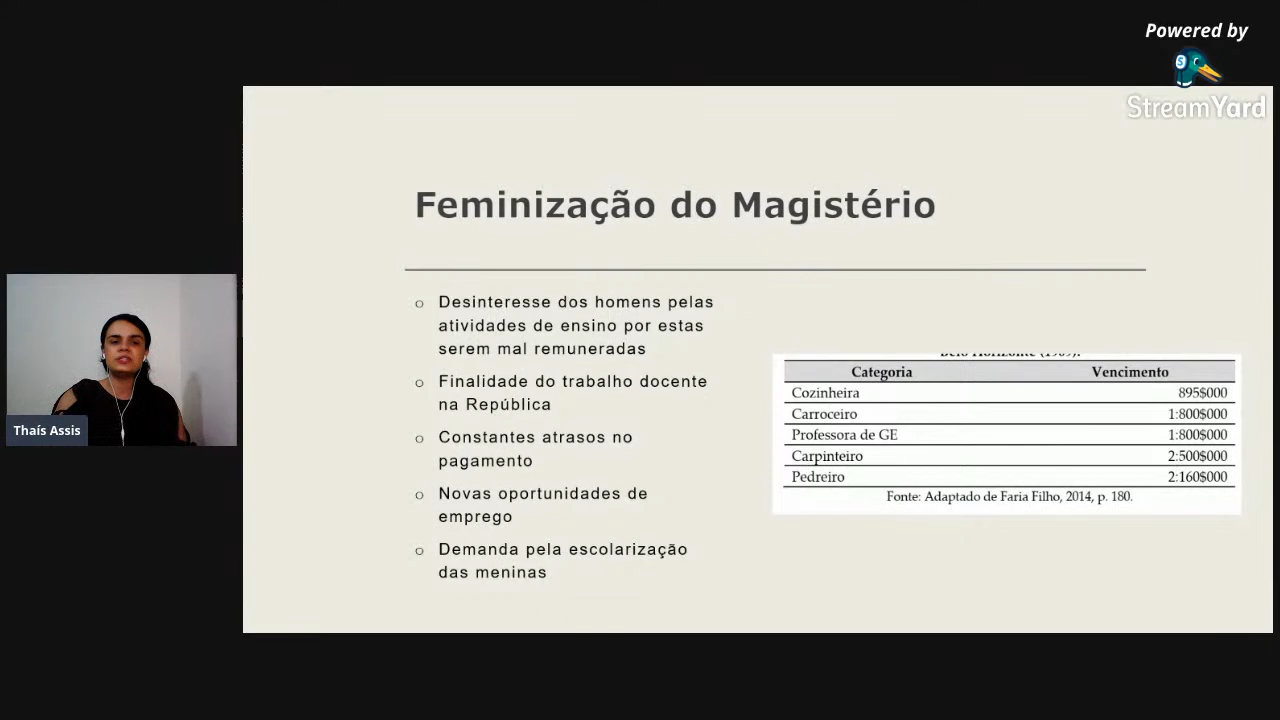 Powered by
StreamYard
Feminização do Magistério
o Desinteresse dos homens pelas
atividades de ensino por estas
serem mal remuneradas
o Finalidade do trabalho docente
na República
o Constantes atrasos no
pagamento
o Novas oportunidades de
emprego
o Demanda pela escolarização
das meninas
Belo Horizonte (1909).
Categoria Vencimento
Cozinheira 895$000
Carroceiro 1:800$000
Professora de GE 1:800$000
Carpinteiro 2:500$000
Pedreiro 2:160$000
Fonte: Adaptado de Faria Filho, 2014, p. 180.
Thaís Assis